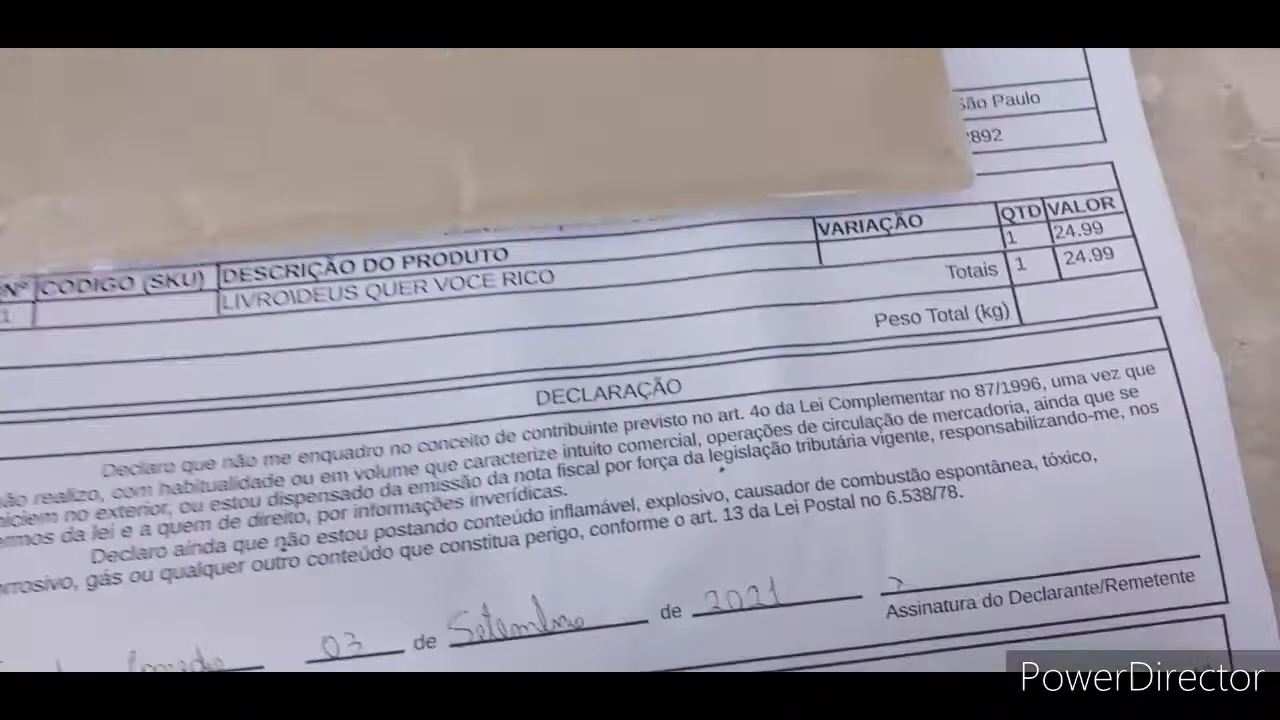 São Paulo
892
Nº CÓDIGO (SKU) DESCRIÇÃO DO PRODUTO VARIAÇÃO QTD VALOR
1 LIVRO\DEUS QUER VOCE RICO 1 24.99
Totais 1 24.99
Peso Total (kg)
DECLARAÇÃO
Declaro que não me enquadro no conceito de contribuinte previsto no art. 4o da Lei Complementar no 87/1996, uma vez que
não realizo, com habitualidade ou em volume que caracterize intuito comercial, operações de circulação de mercadoria, ainda que se
iniciem no exterior, ou estou dispensado da emissão da nota fiscal por força da legislação tributária vigente, responsabilizando-me, nos
ermos da lei e a quem de direito, por informações inverídicas.
Declaro ainda que não estou postando conteúdo inflamável, explosivo, causador de combustão espontânea, tóxico,
orrosivo, gás ou qualquer outro conteúdo que constitua perigo, conforme o art. 13 da Lei Postal no 6.538/78.
03 de Setembro de 2021
Assinatura do Declarante/Remetente
PowerDirector